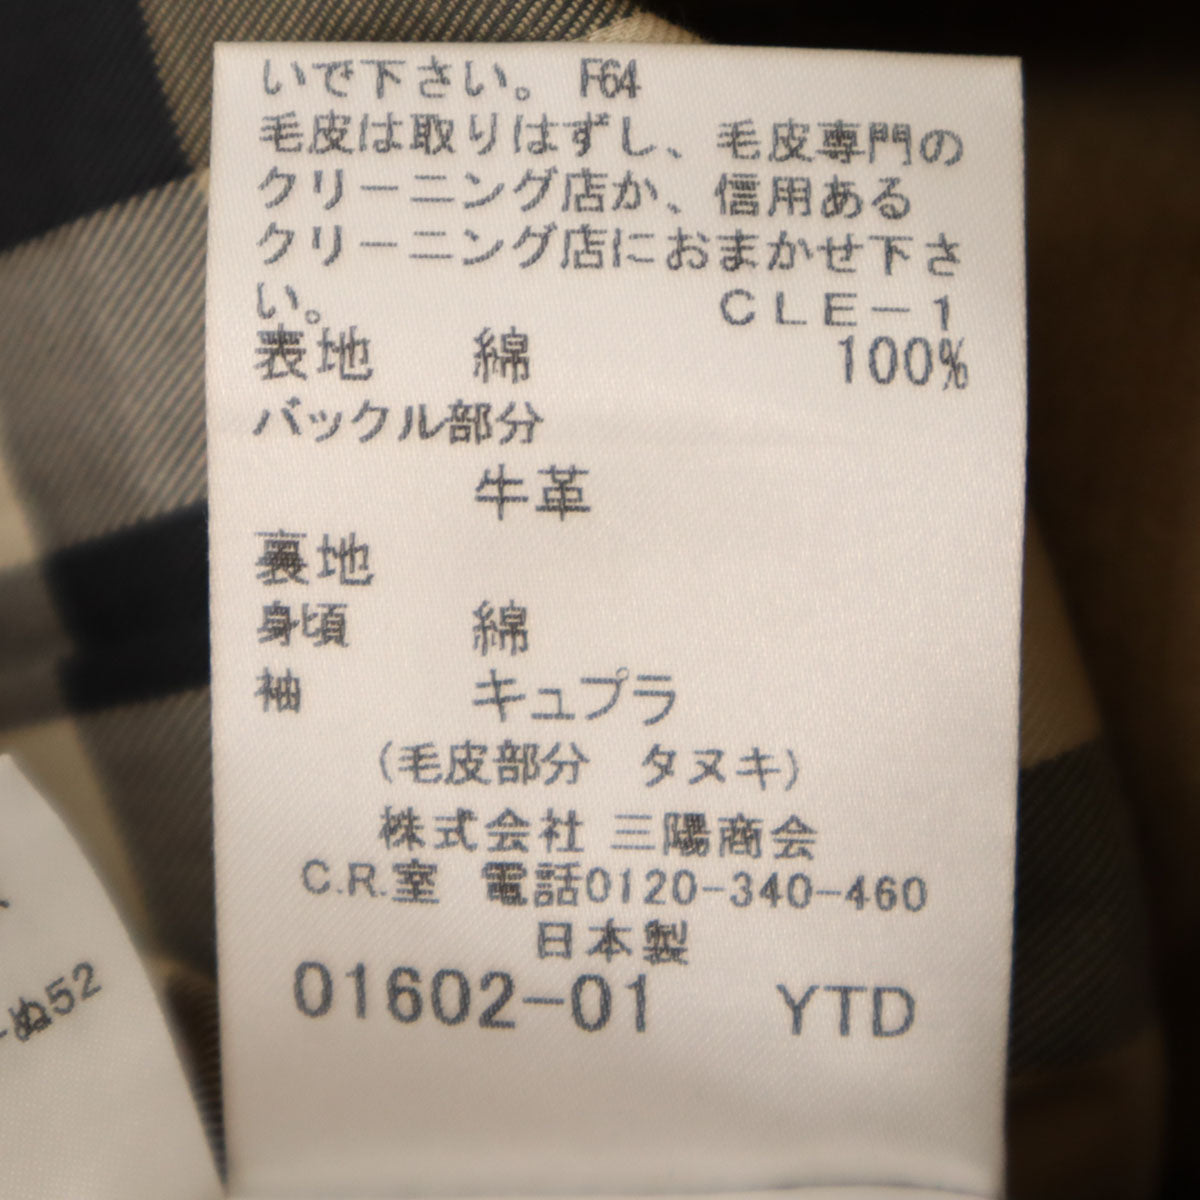 いで下さい。 F64
毛皮は取りはずし、毛皮専門の
クリーニング店か、信用ある
クリーニング店におまかせ下さ
い。 CLE-1
表地 綿 100%
バックル部分
牛革
裏地
身頃 綿
袖 キュプラ
(毛皮部分 タヌキ)
株式会社 三陽商会
C.R.室 電話0120-340-460
日本製
01602-01 YTD
ぬ52